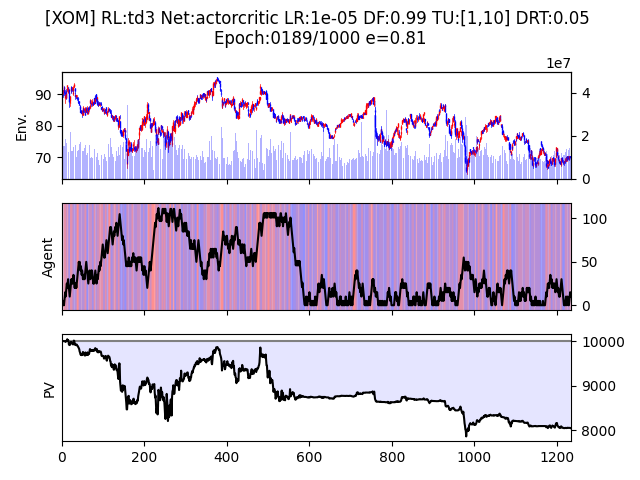 [XOM] RL:td3 Net:actorcritic LR:1e-05 DF:0.99 TU:[1,10] DRT:0.05
Epoch:0189/1000 e=0.81
1e7
Env.
90
80
70
4
2
0
Agent
100
50
0
PV
10000
9000
8000
0 200 400 600 800 1000 1200